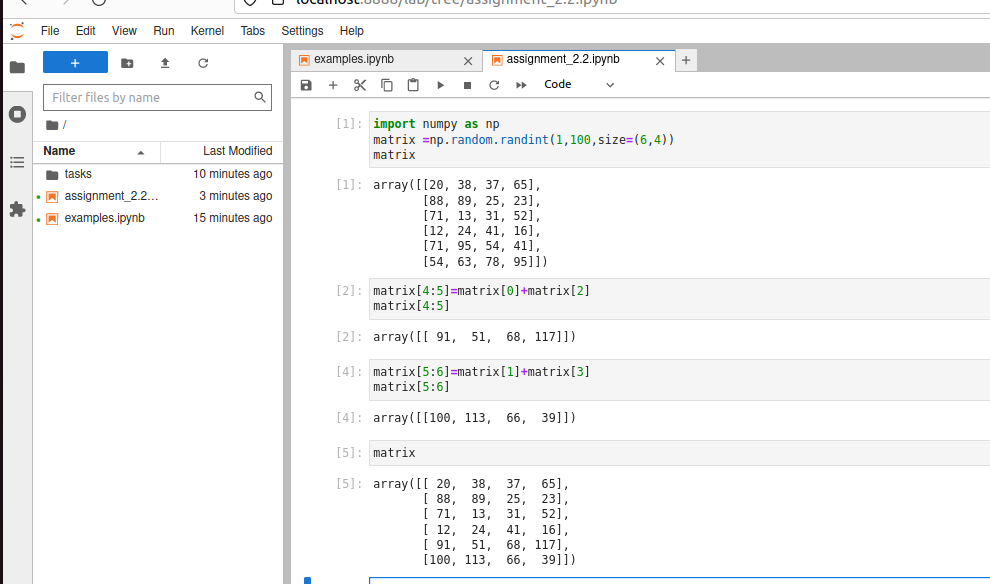 localhost:8888/lab/tree/assignment_2.2.ipynb
File Edit View Run Kernel Tabs Settings Help
+
Filter files by name
/
Name Last Modified
tasks 10 minutes ago
assignment_2.2... 3 minutes ago
examples.ipynb 15 minutes ago
examples.ipynb
assignment_2.2.ipynb
Code
[1]: import numpy as np
matrix =np.random.randint(1,100,size=(6,4))
matrix
[1]: array([[20, 38, 37, 65],
[88, 89, 25, 23],
[71, 13, 31, 52],
[12, 24, 41, 16],
[71, 95, 54, 41],
[54, 63, 78, 95]])
[2]: matrix[4:5]=matrix[0]+matrix[2]
matrix[4:5]
[2]: array([[ 91,  51,  68, 117]])
[4]: matrix[5:6]=matrix[1]+matrix[3]
matrix[5:6]
[4]: array([[100, 113,  66,  39]])
[5]: matrix
[5]: array([[ 20,  38,  37,  65],
[ 88,  89,  25,  23],
[ 71,  13,  31,  52],
[ 12,  24,  41,  16],
[ 91,  51,  68, 117],
[100, 113,  66,  39]])